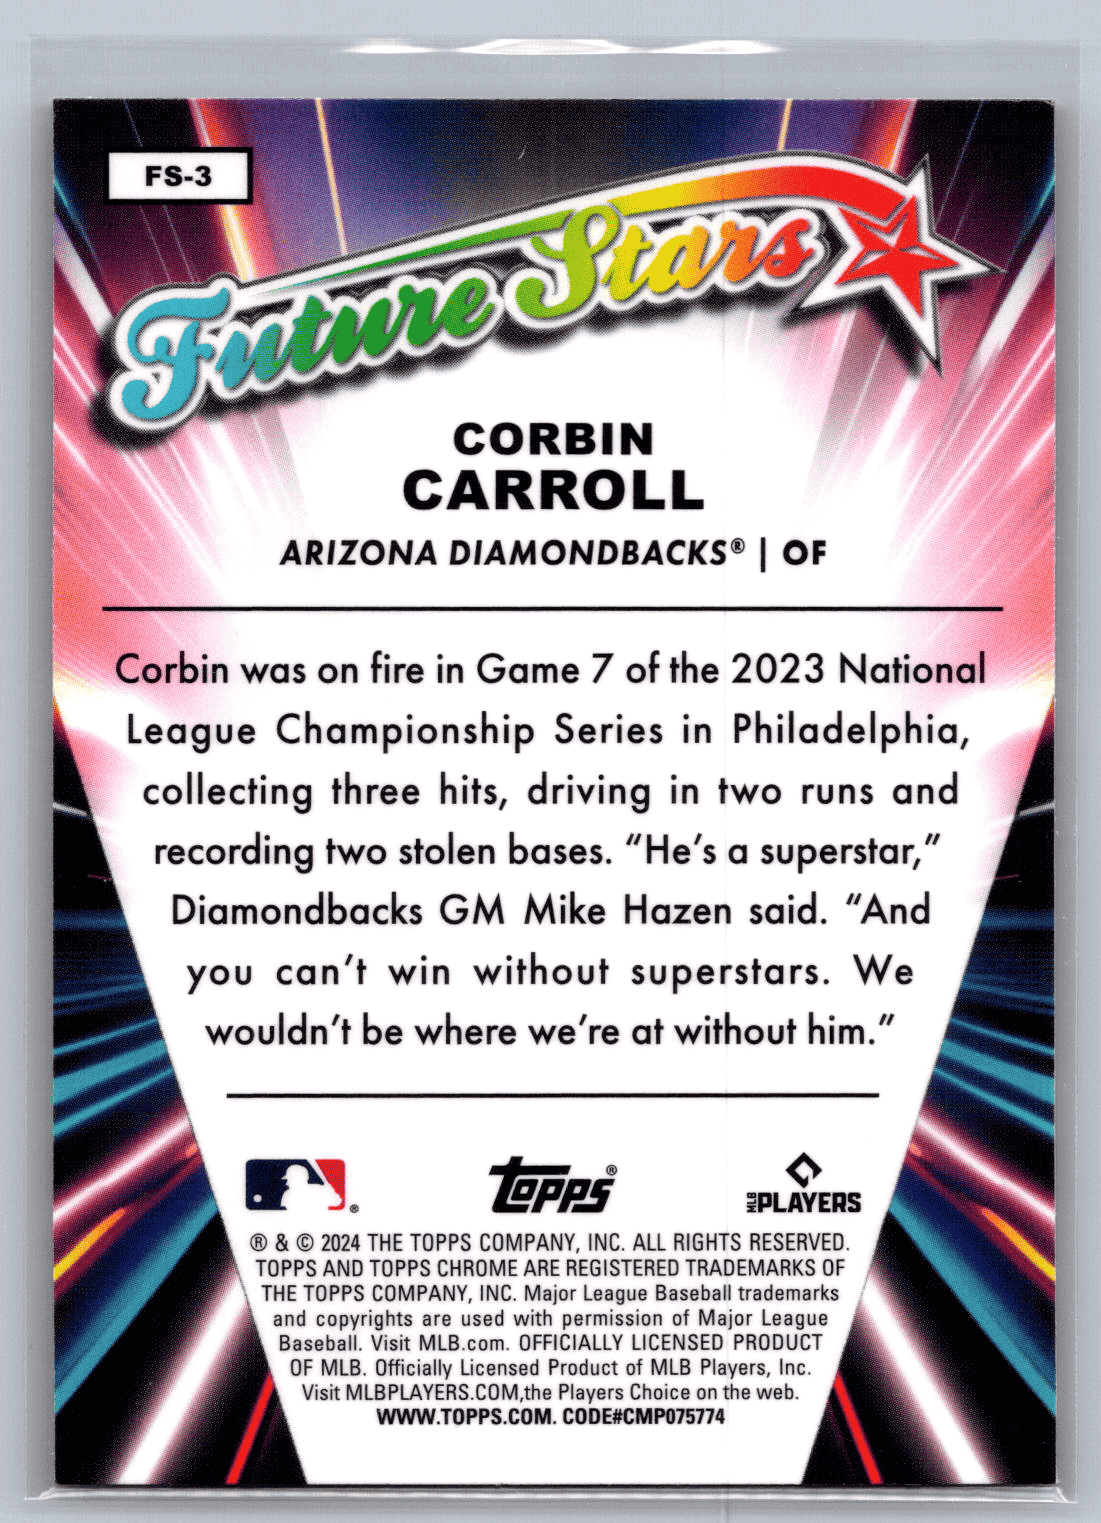 FS-3
Future Stars
CORBIN
CARROLL
ARIZONA DIAMONDBACKS® | OF
Corbin was on fire in Game 7 of the 2023 National
League Championship Series in Philadelphia,
collecting three hits, driving in two runs and
recording two stolen bases. “He’s a superstar,”
Diamondbacks GM Mike Hazen said. “And
you can’t win without superstars. We
wouldn’t be where we’re at without him.”
®
Topps®
MLB PLAYERS
® & © 2024 THE TOPPS COMPANY, INC. ALL RIGHTS RESERVED.
TOPPS AND TOPPS CHROME ARE REGISTERED TRADEMARKS OF
THE TOPPS COMPANY, INC. Major League Baseball trademarks
and copyrights are used with permission of Major League
Baseball. Visit MLB.com. OFFICIALLY LICENSED PRODUCT
OF MLB. Officially Licensed Product of MLB Players, Inc.
Visit MLBPLAYERS.COM,the Players Choice on the web.
WWW.TOPPS.COM. CODE#CMP075774